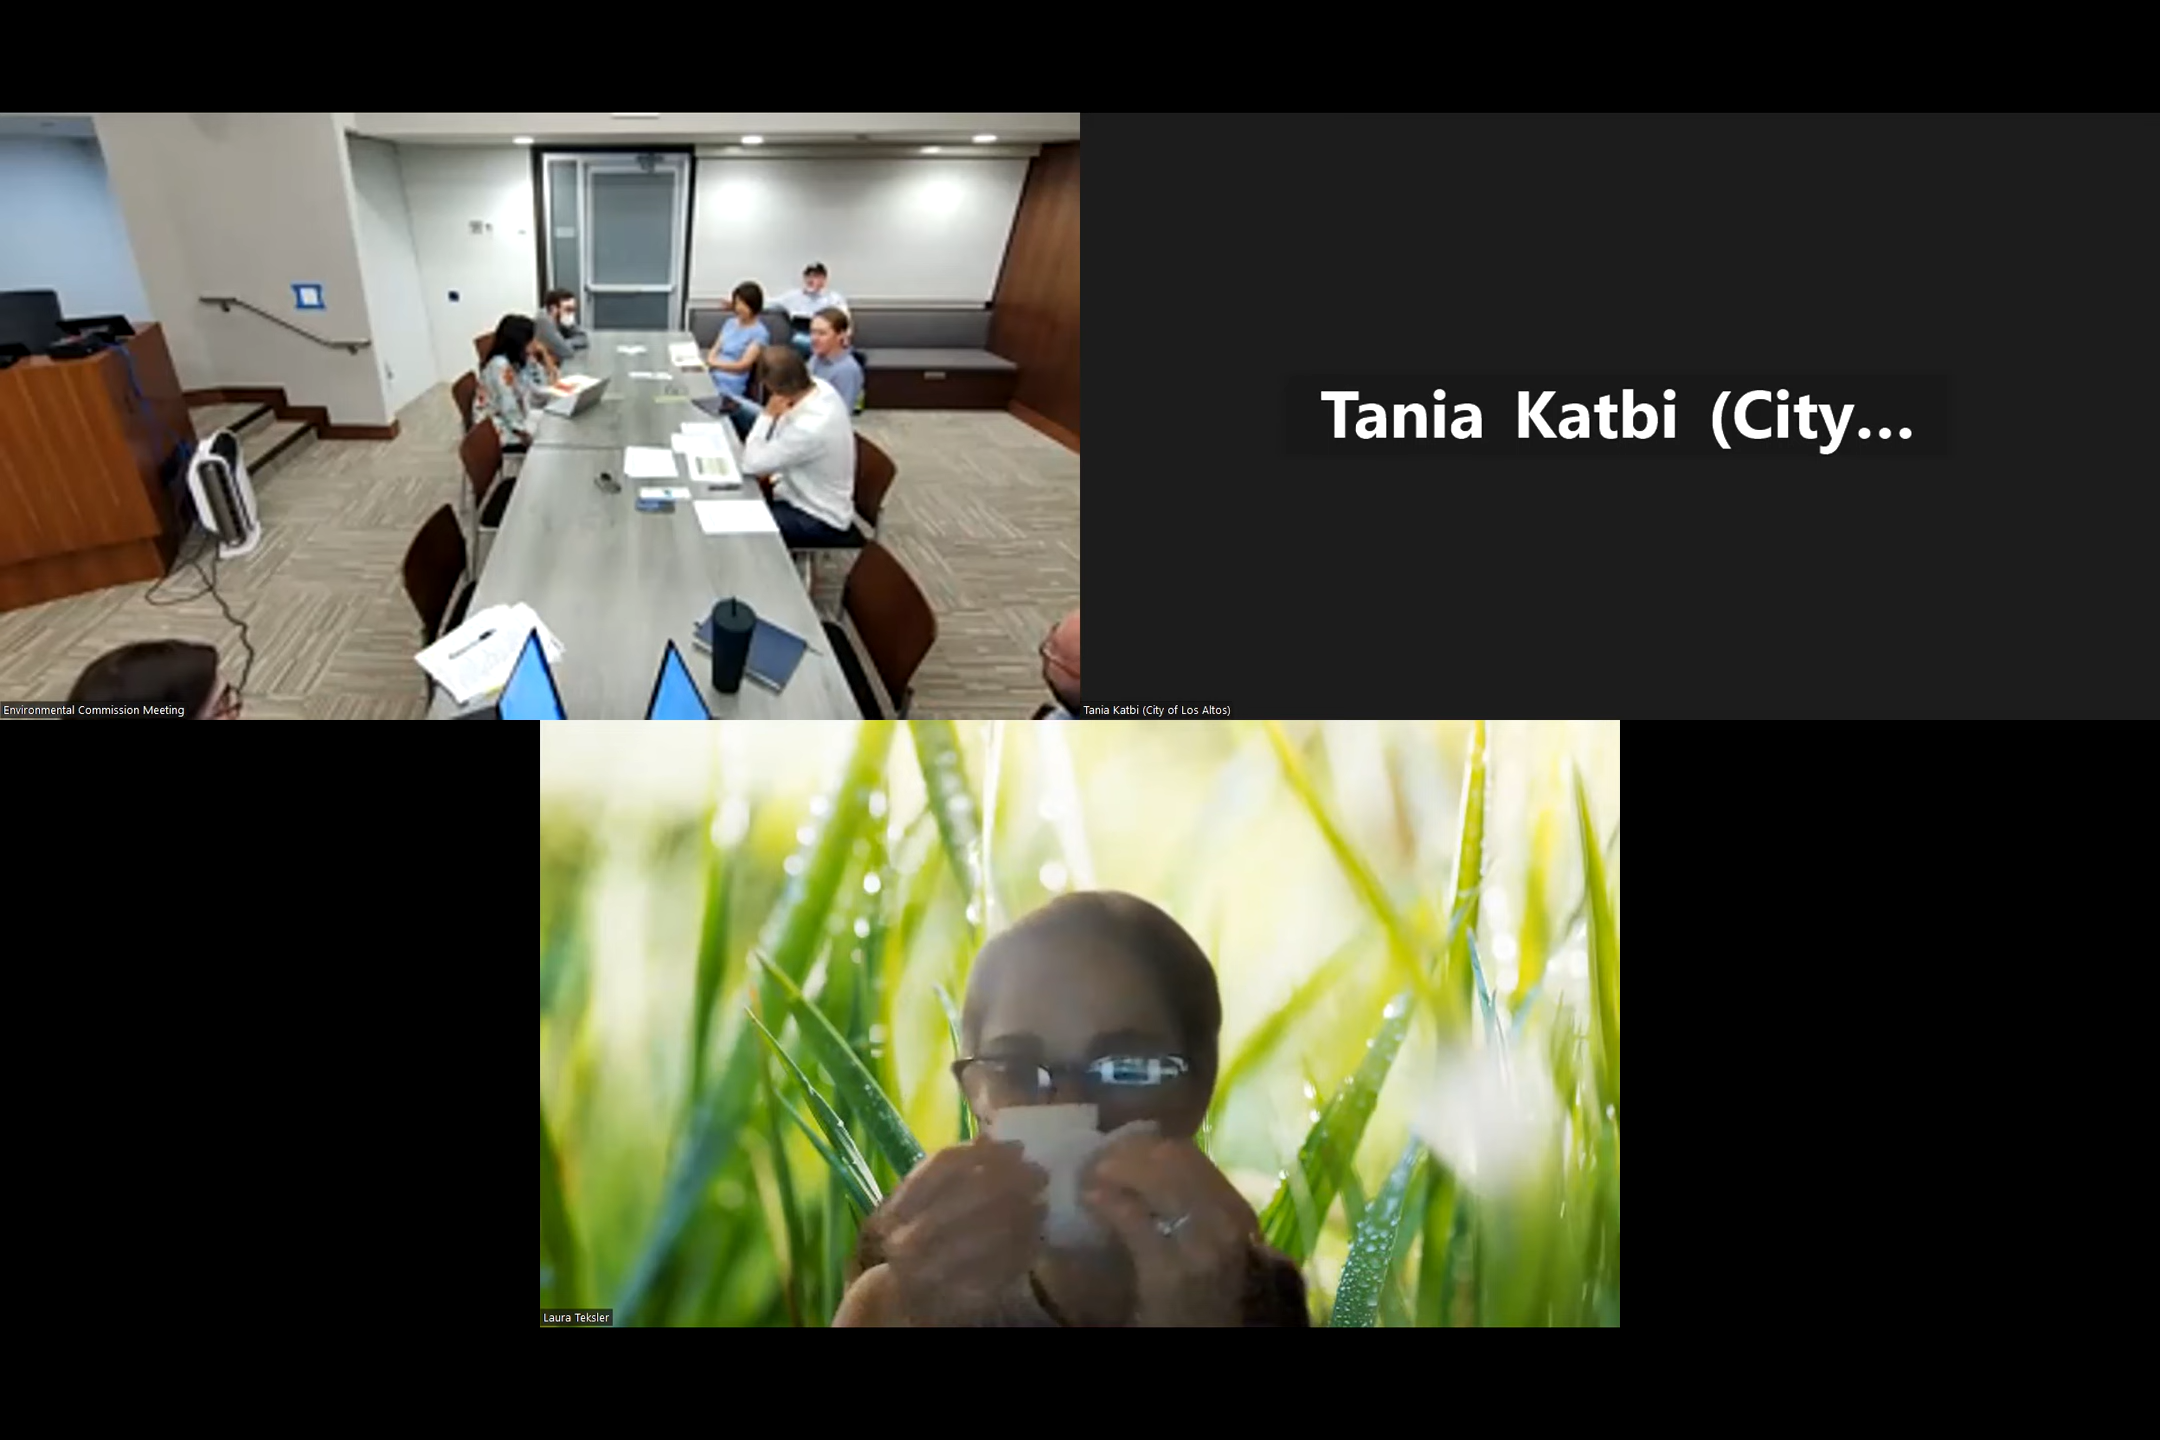 Environmental Commission Meeting
Tania Katbi (City...
Tania Katbi (City of Los Altos)
Laura Teksler